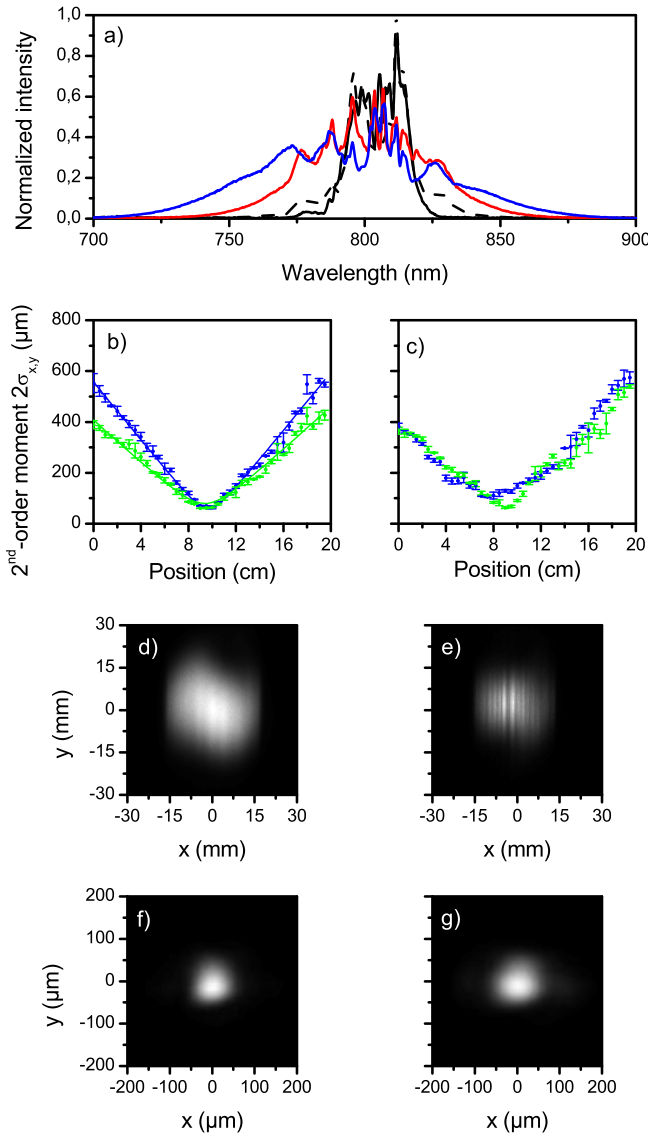 a)
Normalized intensity
1,0
0,8
0,6
0,4
0,2
0,0
700 750 800 850 900
Wavelength (nm)
2nd-order moment 2σx,y (µm)
b)
800
600
400
200
0
0 4 8 12 16 20
Position (cm)
c)
0 4 8 12 16 20
Position (cm)
d)
y (mm)
30
15
0
-15
-30
-30 -15 0 15 30
x (mm)
e)
-30 -15 0 15 30
x (mm)
f)
y (µm)
200
100
0
-100
-200
-200 -100 0 100 200
x (µm)
g)
-200 -100 0 100 200
x (µm)